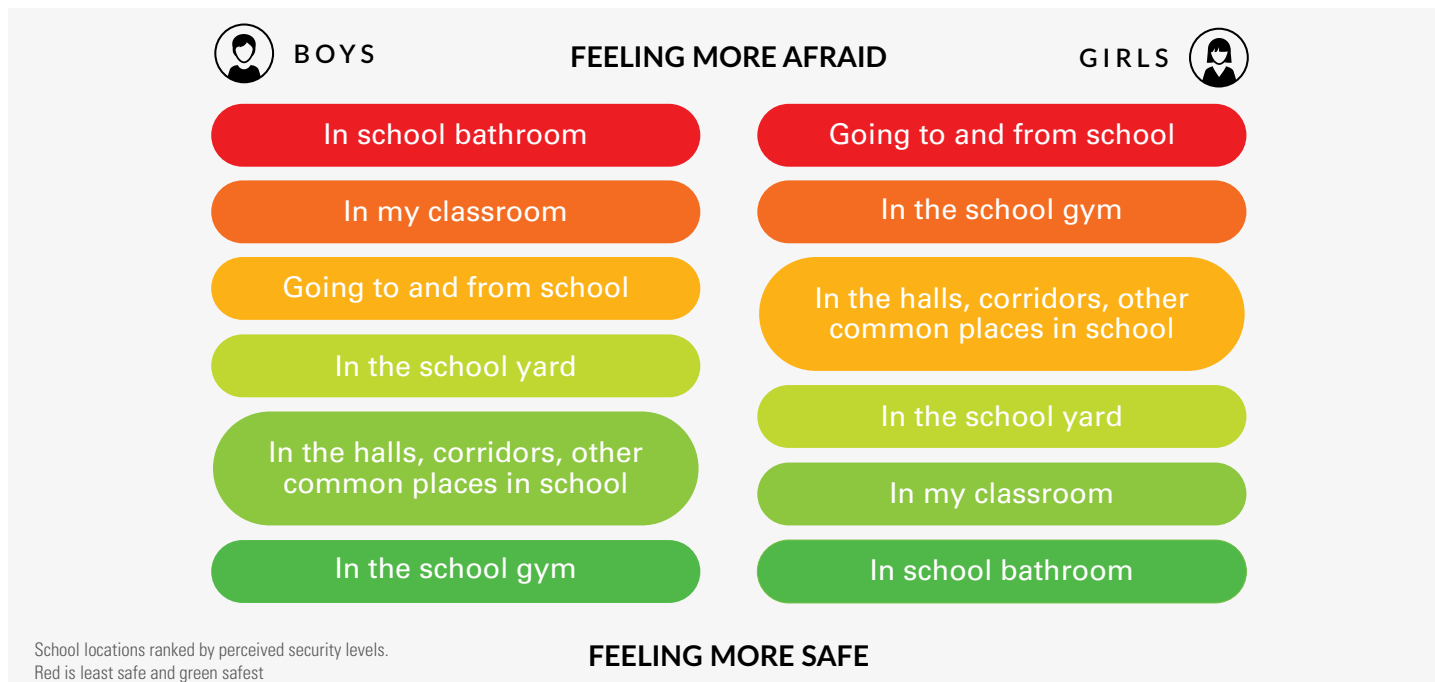 BOYS
FEELING MORE AFRAID
GIRLS
In school bathroom
In my classroom
Going to and from school
In the school yard
In the halls, corridors, other
common places in school
In the school gym
Going to and from school
In the school gym
In the halls, corridors, other
common places in school
In the school yard
In my classroom
In school bathroom
School locations ranked by perceived security levels.
Red is least safe and green safest
FEELING MORE SAFE